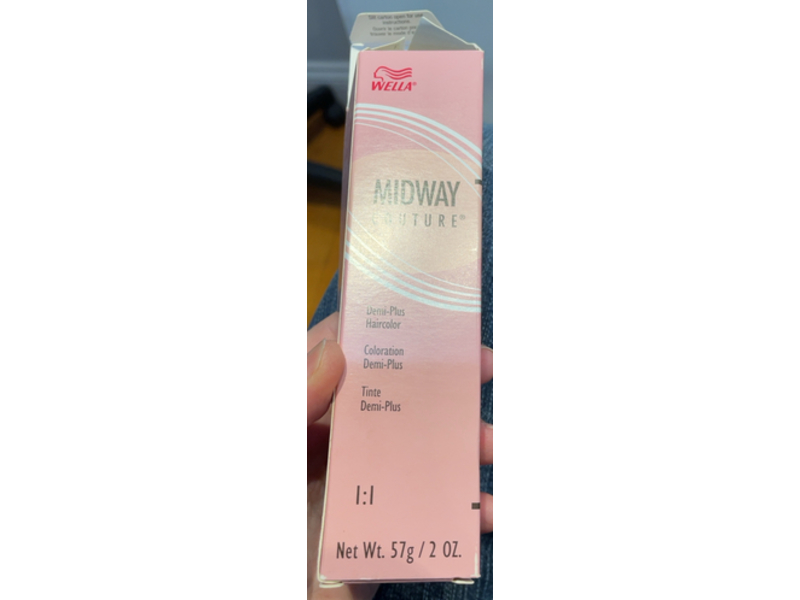 instructions.
WELLA®
MIDWAY
COUTURE®
Demi-Plus
Haircolor
Coloration
Demi-Plus
Tinte
Demi-Plus
1:1
Net Wt. 57g / 2 OZ.